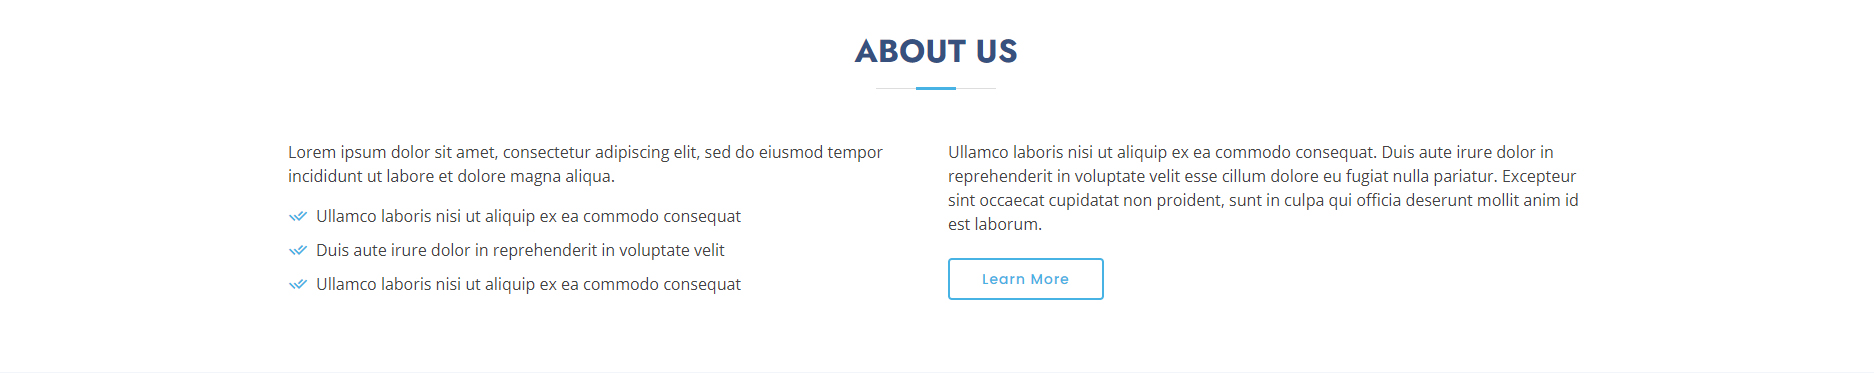 ABOUT US
Lorem ipsum dolor sit amet, consectetur adipiscing elit, sed do eiusmod tempor
incididunt ut labore et dolore magna aliqua.
Ullamco laboris nisi ut aliquip ex ea commodo consequat
Duis aute irure dolor in reprehenderit in voluptate velit
Ullamco laboris nisi ut aliquip ex ea commodo consequat
Ullamco laboris nisi ut aliquip ex ea commodo consequat. Duis aute irure dolor in
reprehenderit in voluptate velit esse cillum dolore eu fugiat nulla pariatur. Excepteur
sint occaecat cupidatat non proident, sunt in culpa qui officia deserunt mollit anim id
est laborum.
Learn More